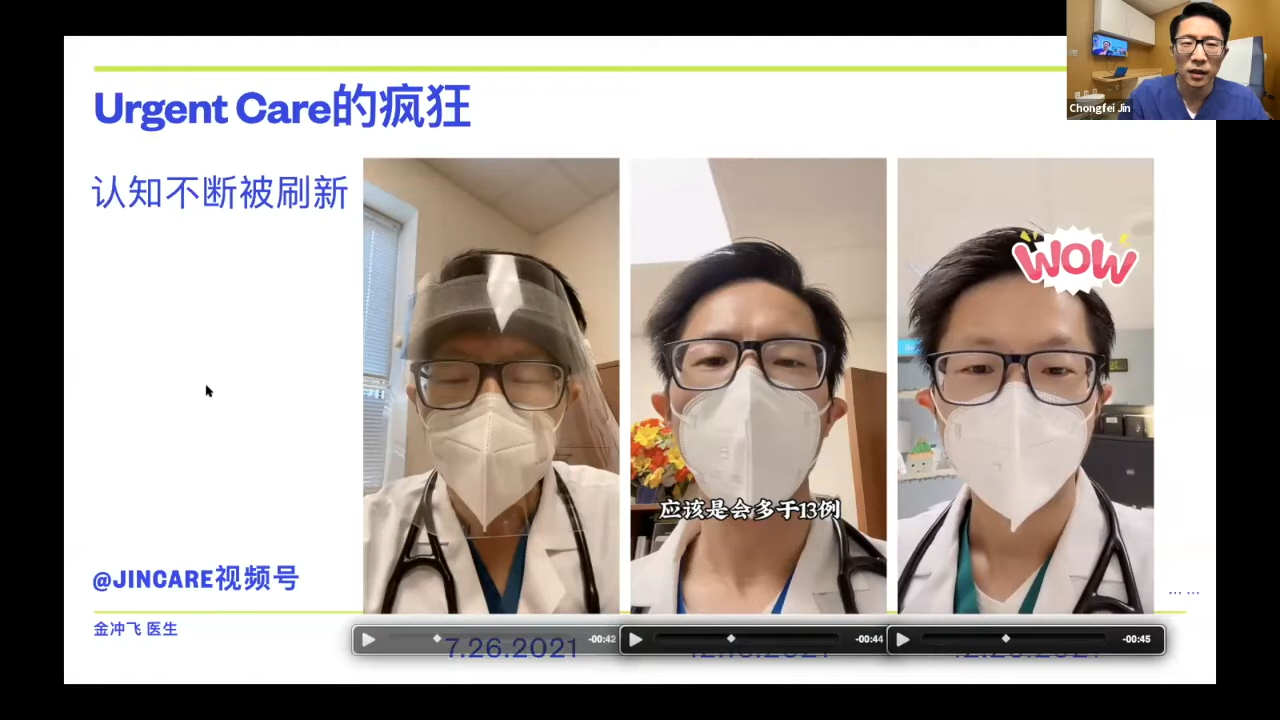 Urgent Care的疯狂
Chongfei Jin
认知不断被刷新
WOW
应该是会多于13例
@JINCARE视频号
... ...
金冲飞 医生
-00:42
-00:44
-00:45
7.26.2021